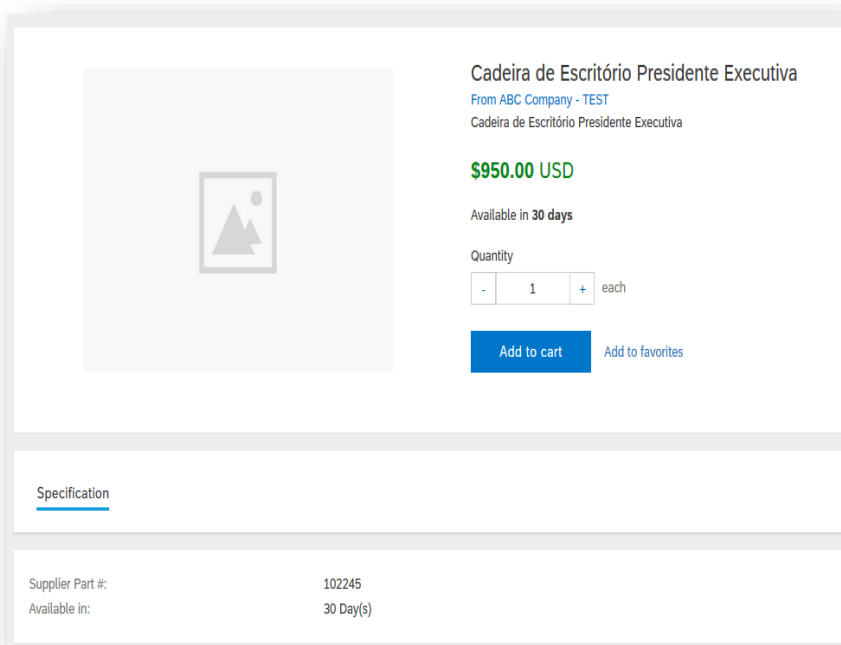 Cadeira de Escritório Presidente Executiva
From ABC Company - TEST
Cadeira de Escritório Presidente Executiva
$950.00 USD
Available in 30 days
Quantity
- 1 + each
Add to cart Add to favorites
Specification
Supplier Part #: 102245
Available in: 30 Day(s)